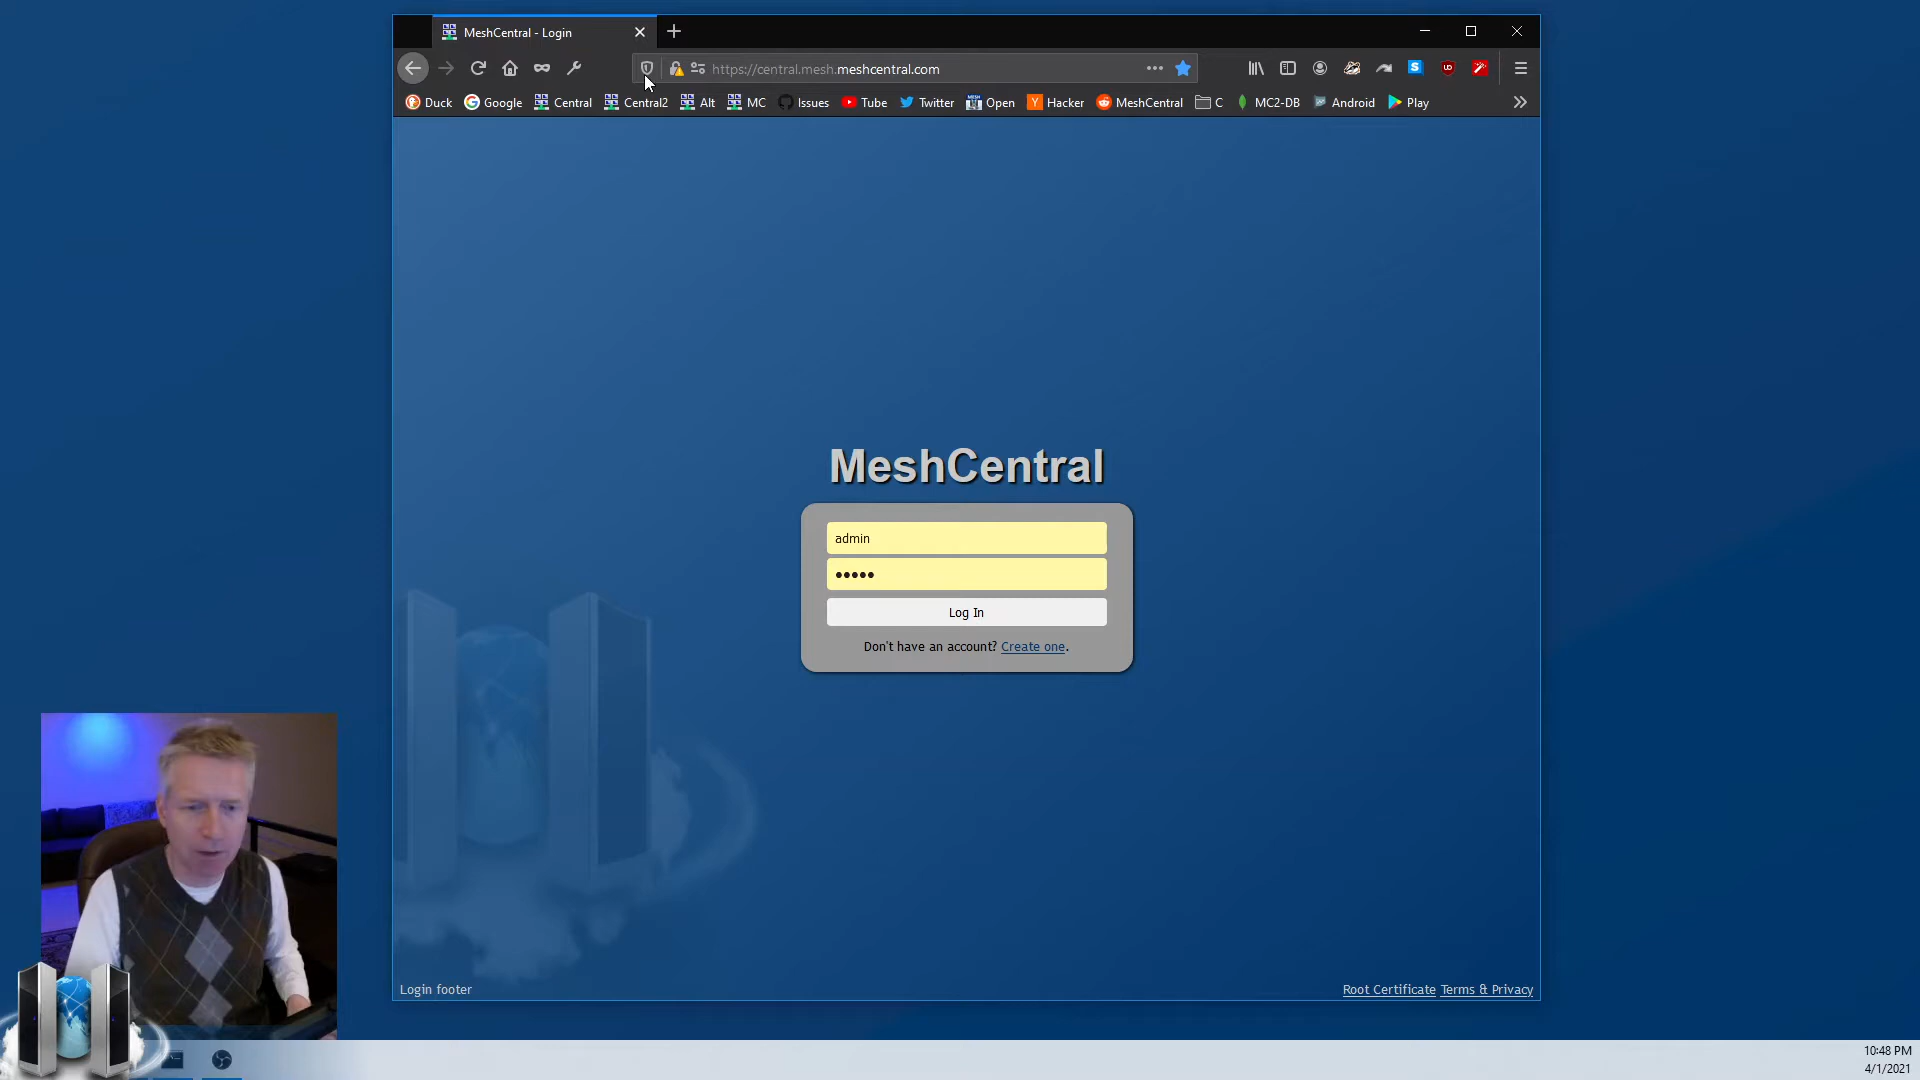 MeshCentral - Login
https://central.mesh.meshcentral.com
Duck Google Central Central2 Alt MC Issues Tube Twitter Open Hacker MeshCentral C MC2-DB Android Play
MeshCentral
admin
•••••
Log In
Don't have an account? Create one.
Login footer
Root Certificate Terms & Privacy
10:48 PM
4/1/2021